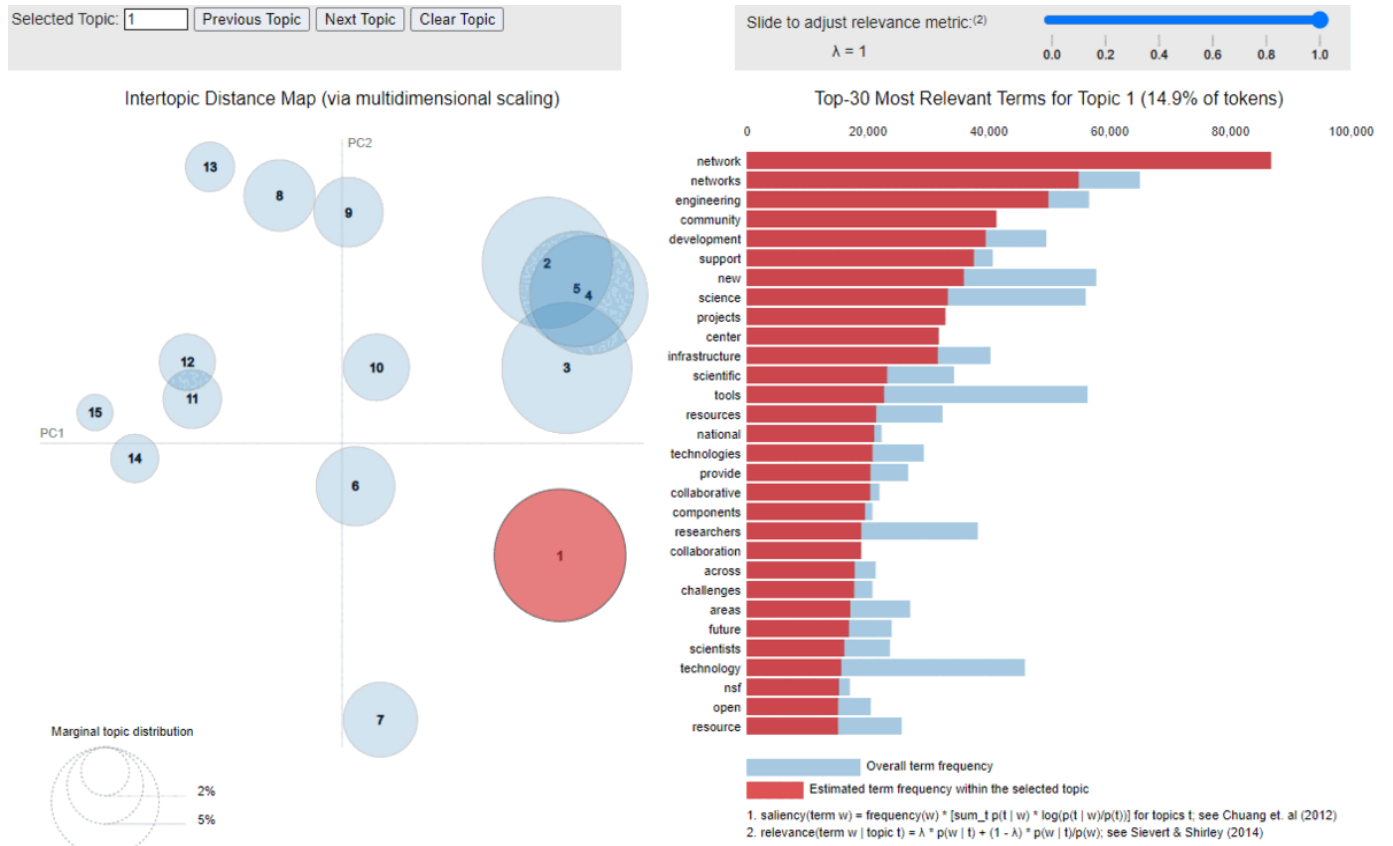 Selected Topic: 1 Previous Topic Next Topic Clear Topic
Slide to adjust relevance metric:(2)
λ = 1
0.0 0.2 0.4 0.6 0.8 1.0
Intertopic Distance Map (via multidimensional scaling)
PC2
13
8
9
2
5
4
12
10
3
11
15
PC1
14
6
1
7
Marginal topic distribution
2%
5%
Top-30 Most Relevant Terms for Topic 1 (14.9% of tokens)
0 20,000 40,000 60,000 80,000 100,000
network
networks
engineering
community
development
support
new
science
projects
center
infrastructure
scientific
tools
resources
national
technologies
provide
collaborative
components
researchers
collaboration
across
challenges
areas
future
scientists
technology
nsf
open
resource
Overall term frequency
Estimated term frequency within the selected topic
1. saliency(term w) = frequency(w) * [sum_t p(t | w) * log(p(t | w)/p(t))] for topics t; see Chuang et. al (2012)
2. relevance(term w | topic t) = λ * p(w | t) + (1 - λ) * p(w | t)/p(w); see Sievert & Shirley (2014)